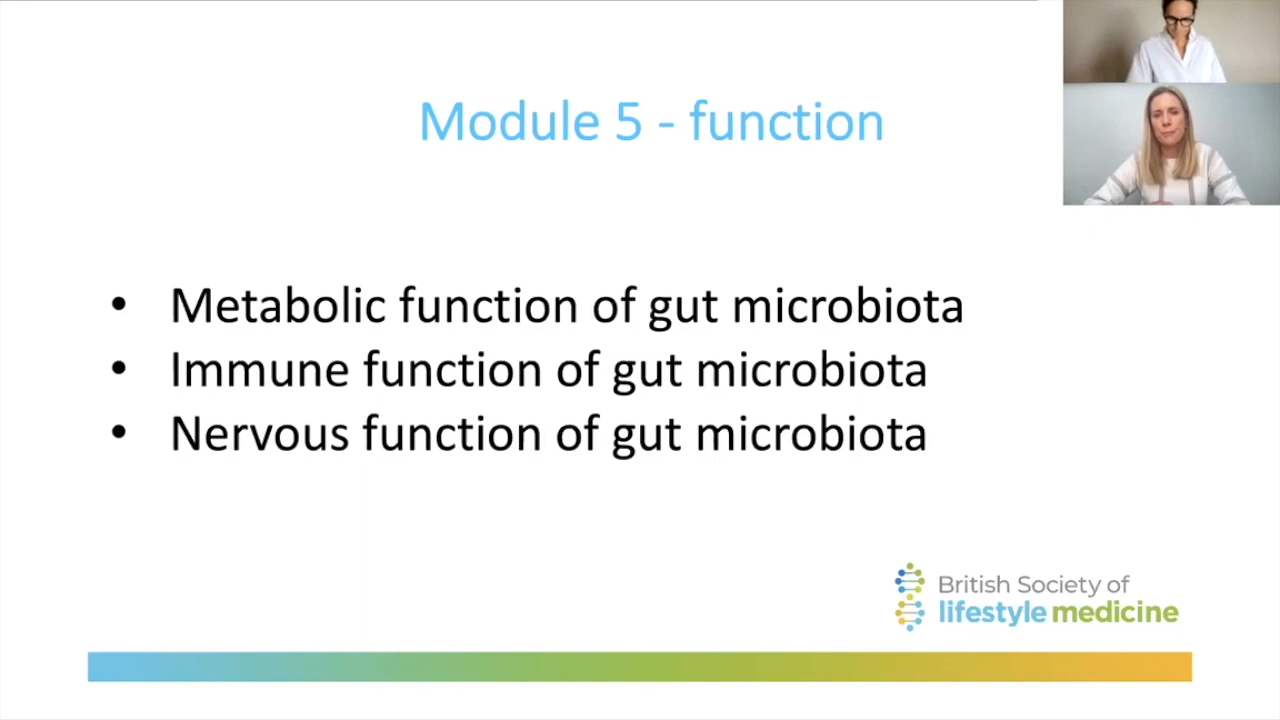 Module 5 - function
• Metabolic function of gut microbiota
• Immune function of gut microbiota
• Nervous function of gut microbiota
British Society of
lifestyle medicine